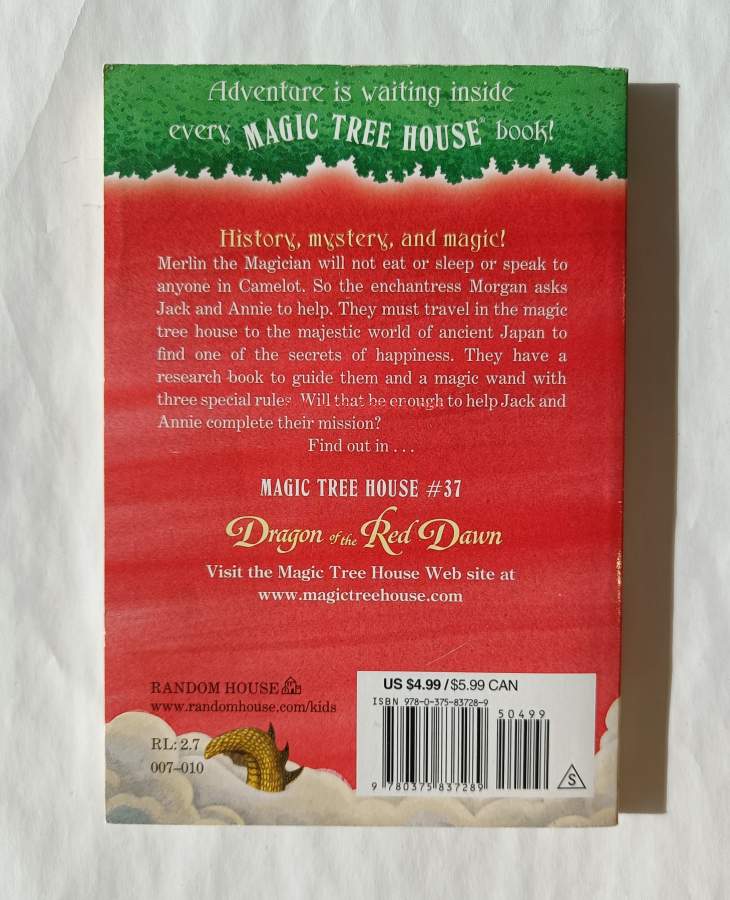 Adventure is waiting inside
every MAGIC TREE HOUSE® book!
History, mystery, and magic!
Merlin the Magician will not eat or sleep or speak to
anyone in Camelot. So the enchantress Morgan asks
Jack and Annie to help. They must travel in the magic
tree house to the majestic world of ancient Japan to
find one of the secrets of happiness. They have a
research book to guide them and a magic wand with
three special rules. Will that be enough to help Jack and
Annie complete their mission?
Find out in . . .
MAGIC TREE HOUSE #37
Dragon of the Red Dawn
Visit the Magic Tree House Web site at
www.magictreehouse.com
RANDOM HOUSE
www.randomhouse.com/kids
RL: 2.7
007–010
US $4.99 / $5.99 CAN
ISBN 978-0-375-83728-9
50499
9 780375 837289
S